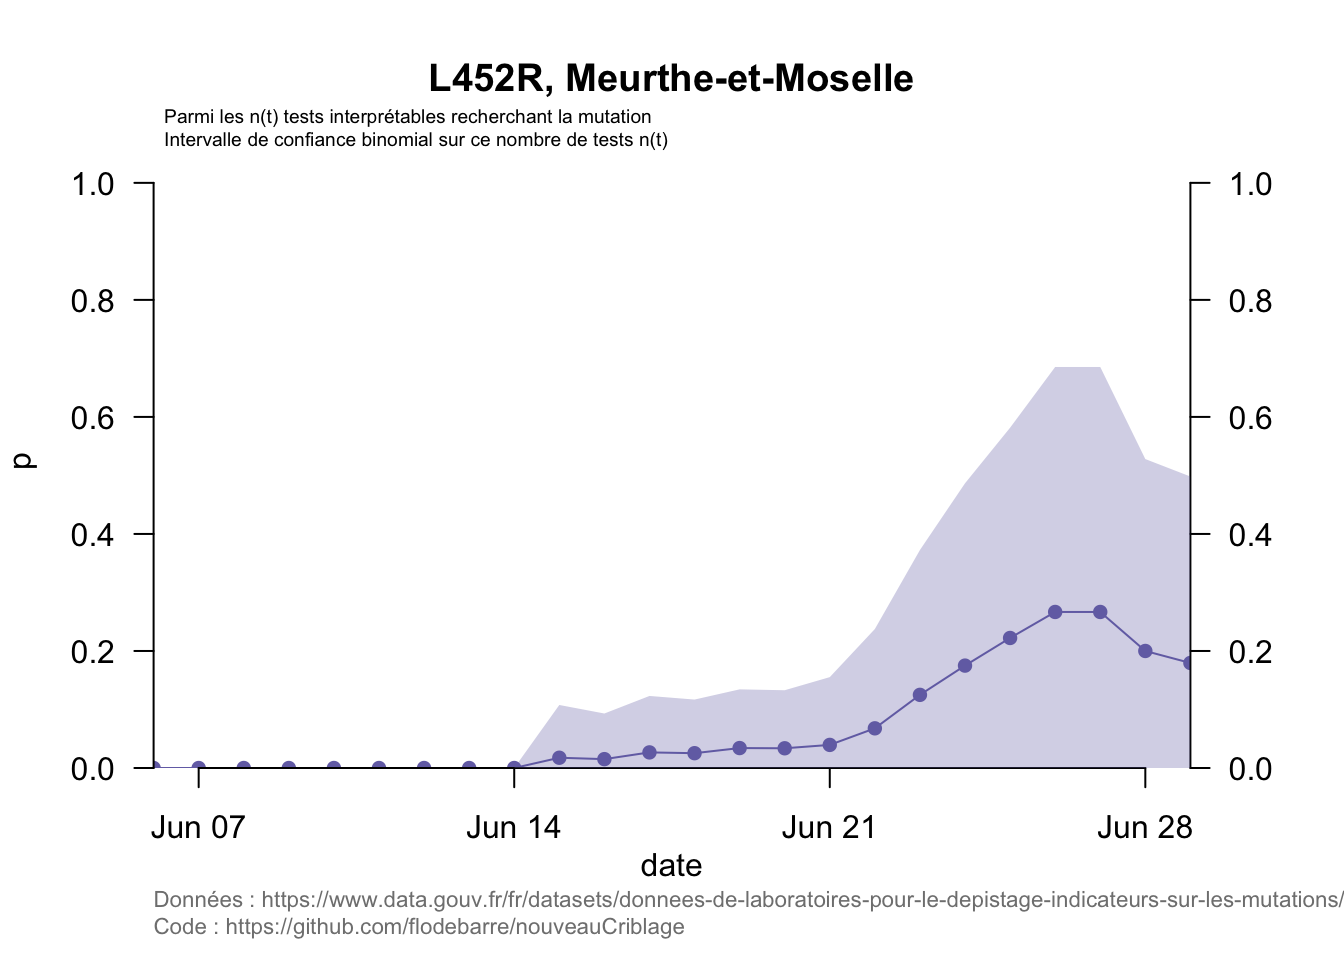 L452R, Meurthe-et-Moselle
Parmi les n(t) tests interprétables recherchant la mutation
Intervalle de confiance binomial sur ce nombre de tests n(t)
1.0
1.0
0.8
0.8
0.6
0.6
p
0.4
0.4
0.2
0.2
0.0
0.0
Jun 07 Jun 14 Jun 21 Jun 28
date
Données : https://www.data.gouv.fr/fr/datasets/donnees-de-laboratoires-pour-le-depistage-indicateurs-sur-les-mutations/
Code : https://github.com/flodebarre/nouveauCriblage